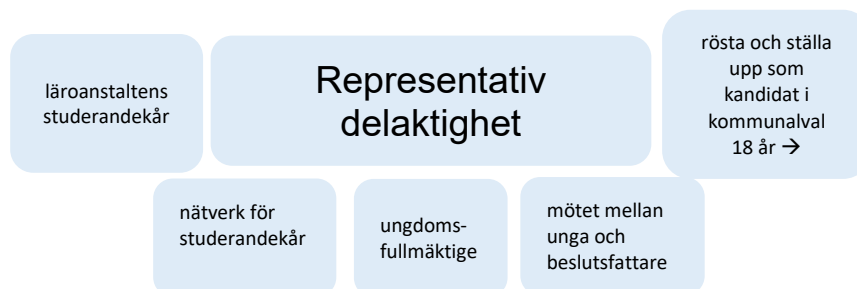 läroanstaltens
studerandekår
Representativ
delaktighet
rösta och ställa
upp som
kandidat i
kommunalval
18 år →
nätverk för
studerandekår
ungdoms-
fullmäktige
mötet mellan
unga och
beslutsfattare